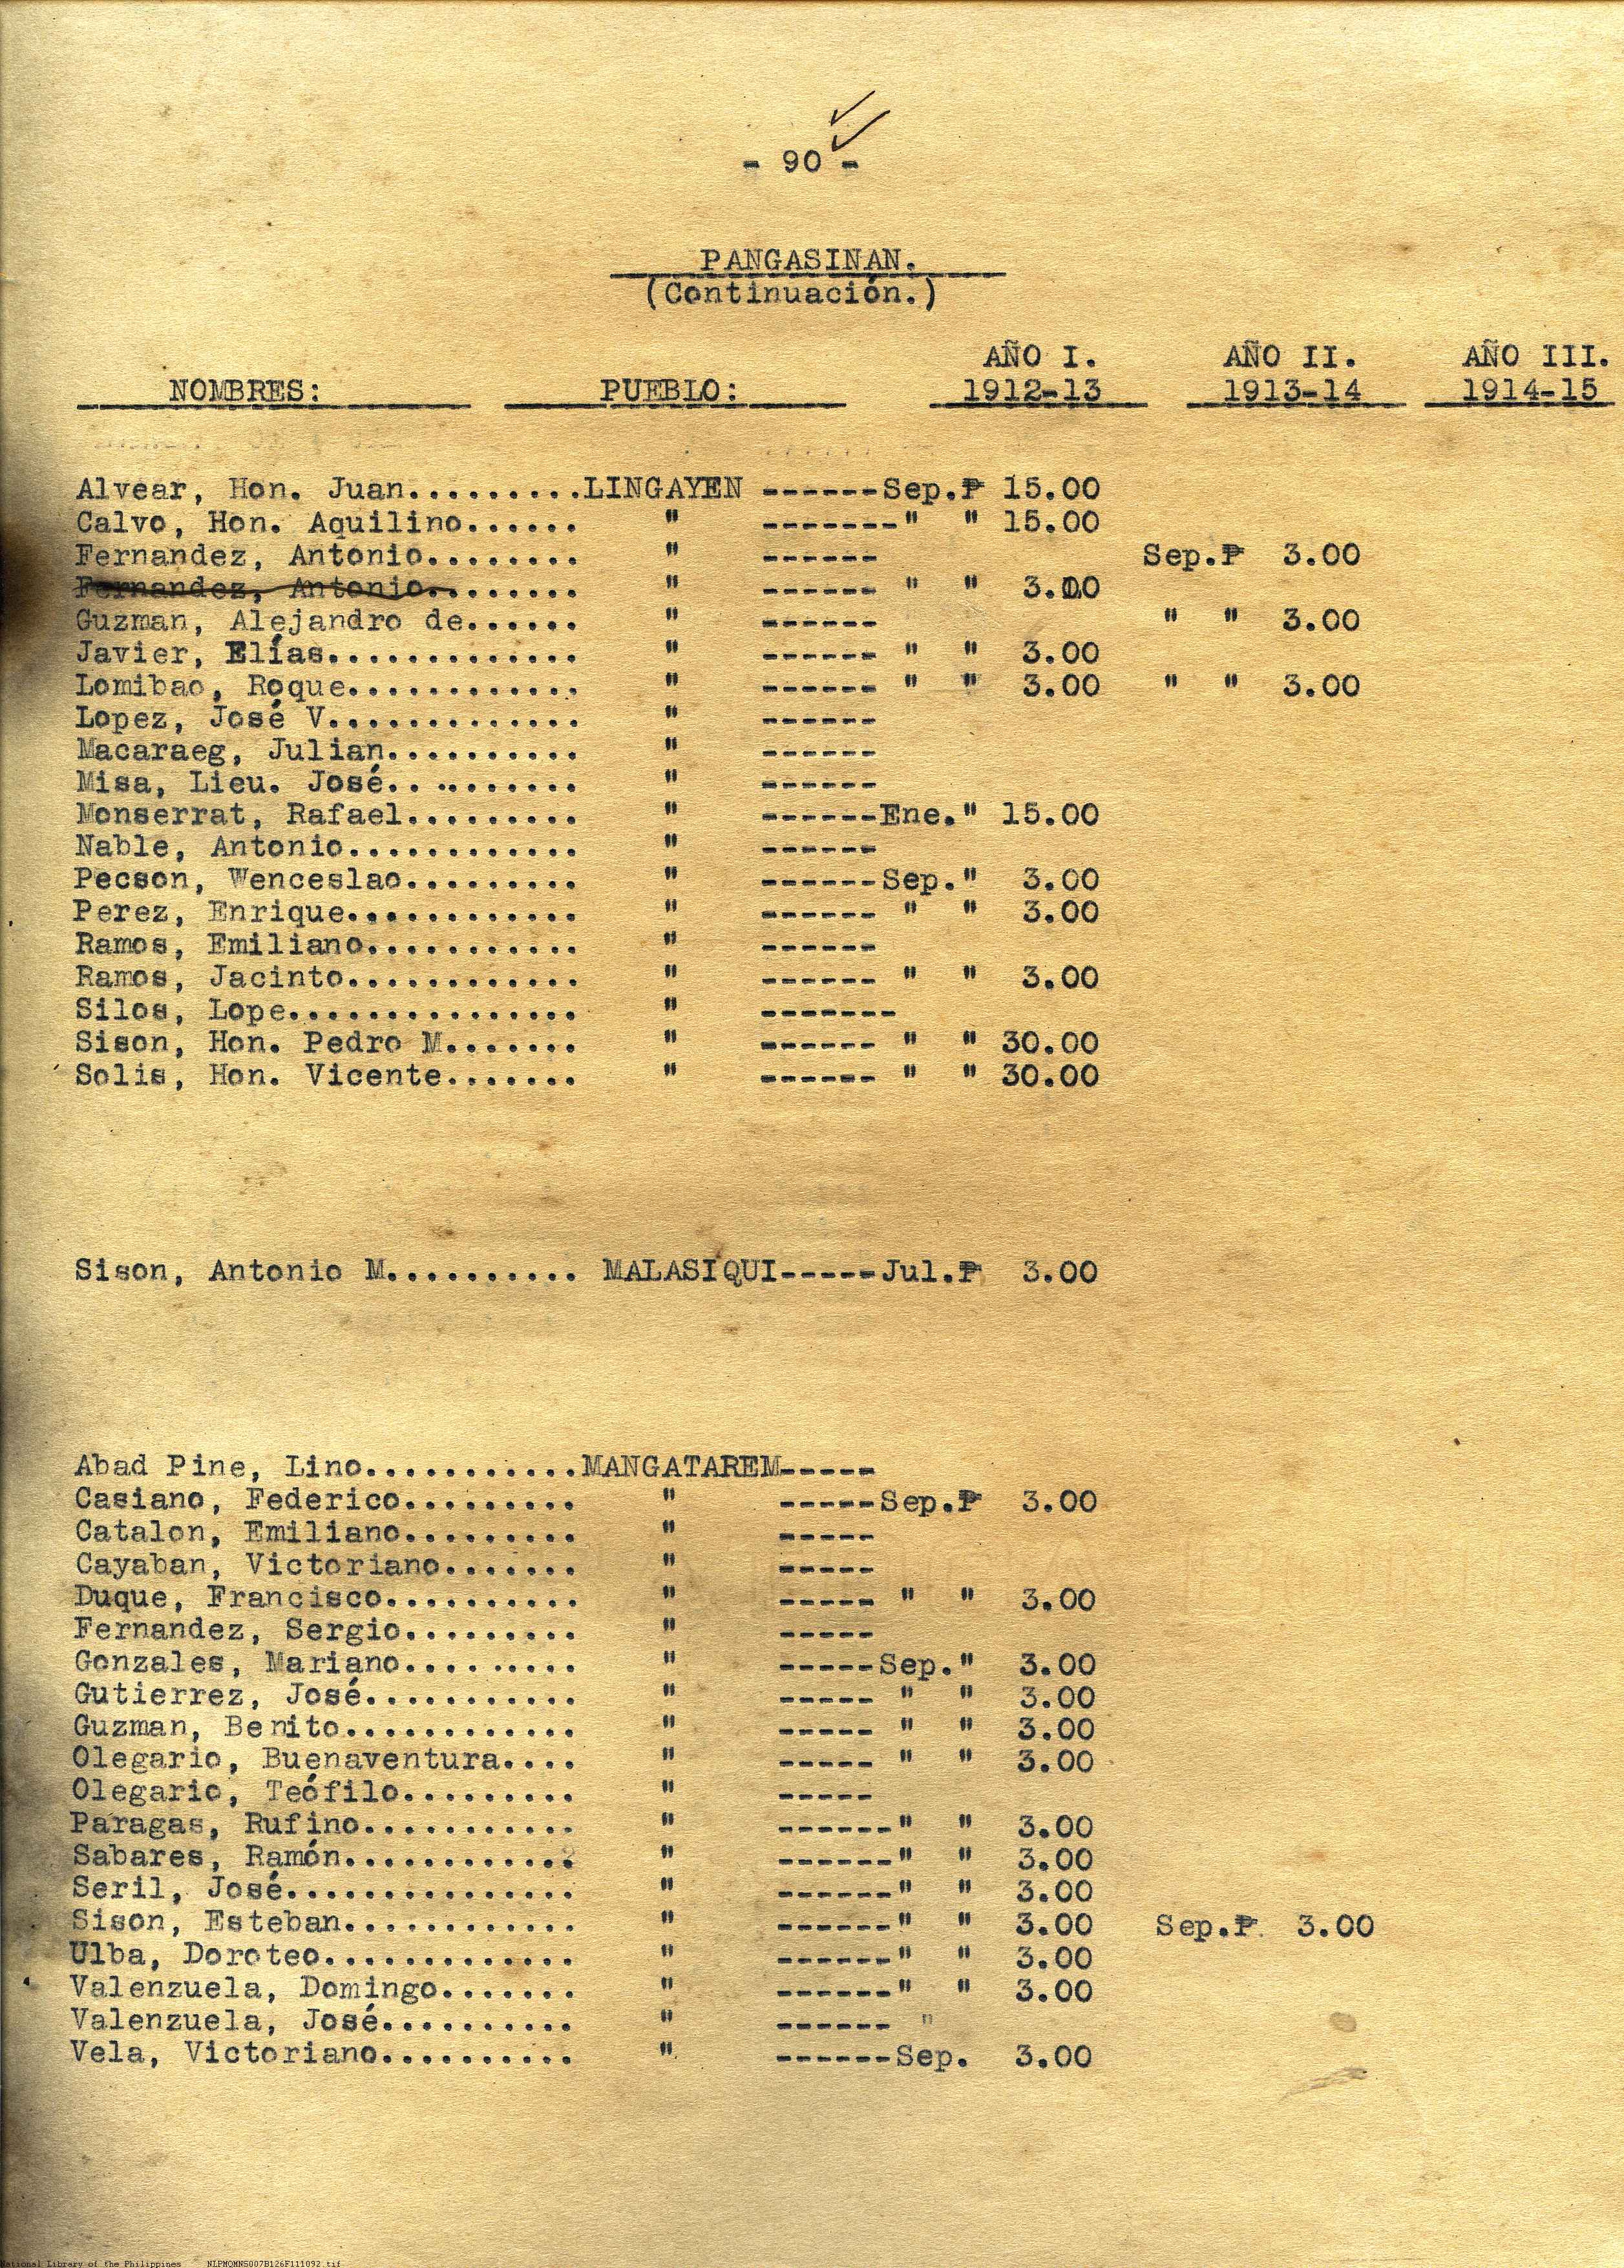 - 90 -
PANGASINAN.
(Continuación.)
AÑO I. AÑO II. AÑO III.
NOMBRES: PUEBLO: 1912-13 1913-14 1914-15
Alvear, Hon. Juan.........LINGAYEN ------Sep.₱ 15.00
Calvo, Hon. Aquilino...... " -------" " 15.00
Fernandez, Antonio........ " ------ Sep.₱ 3.00
Fernandez, Antonio........ " ------ " " 3.00
Guzman, Alejandro de...... " ------ " " 3.00
Javier, Elías............. " ------ " " 3.00
Lomibao, Roque............ " ------ " " 3.00 " " 3.00
Lopez, José V............. " ------
Macaraeg, Julian.......... " ------
Misa, Lieu. José.......... " ------
Monserrat, Rafael......... " ------Ene." 15.00
Nable, Antonio............ " ------
Pecson, Wenceslao......... " ------Sep." 3.00
Perez, Enrique............ " ------ " " 3.00
Ramos, Emiliano........... " ------
Ramos, Jacinto............ " ------ " " 3.00
Silos, Lope............... " -------
Sison, Hon. Pedro M....... " ------ " " 30.00
Solis, Hon. Vicente....... " ------ " " 30.00
Sison, Antonio M.......... MALASIQUI-----Jul.₱ 3.00
Abad Pine, Lino...........MANGATAREM-----
Casiano, Federico......... " -----Sep.₱ 3.00
Catalon, Emiliano......... " -----
Cayaban, Victoriano....... " -----
Duque, Francisco.......... " ----- " " 3.00
Fernandez, Sergio......... " -----
Gonzales, Mariano......... " -----Sep." 3.00
Gutierrez, José........... " ----- " " 3.00
Guzman, Benito............ " ----- " " 3.00
Olegario, Buenaventura.... " ----- " " 3.00
Olegario, Teófilo......... " -----
Paragas, Rufino........... " ------" " 3.00
Sabares, Ramón............ " ------" " 3.00
Seril, José............... " ------" " 3.00
Sison, Esteban............ " ------" " 3.00 Sep.₱. 3.00
Ulba, Doroteo............. " ------" " 3.00
Valenzuela, Domingo....... " ------" " 3.00
Valenzuela, José.......... " ------ "
Vela, Victoriano.......... " ------Sep. 3.00
National Library of the Philippines NLPMQMN5007B126F111092.tif